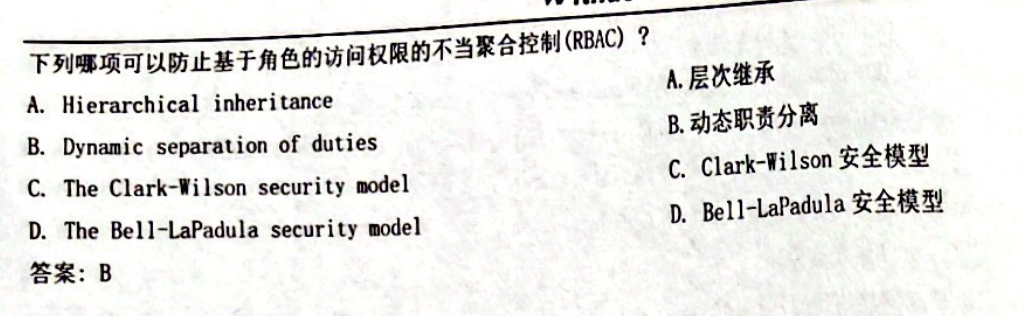 下列哪项可以防止基于角色的访问权限的不当聚合控制(RBAC) ?
A. Hierarchical inheritance
B. Dynamic separation of duties
C. The Clark-Wilson security model
D. The Bell-LaPadula security model
答案: B
A. 层次继承
B. 动态职责分离
C. Clark-Wilson 安全模型
D. Bell-LaPadula 安全模型